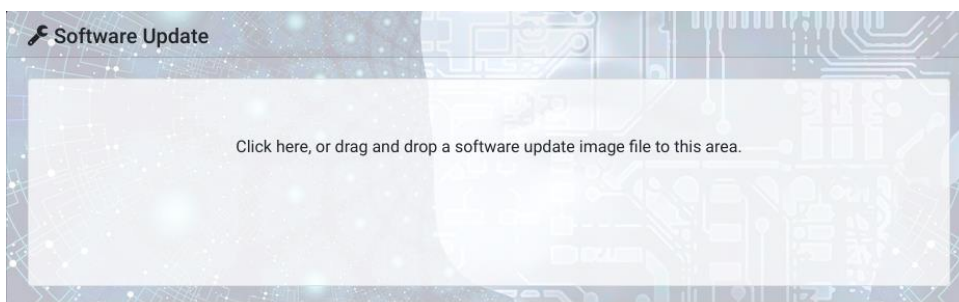 Software Update
Click here, or drag and drop a software update image file to this area.